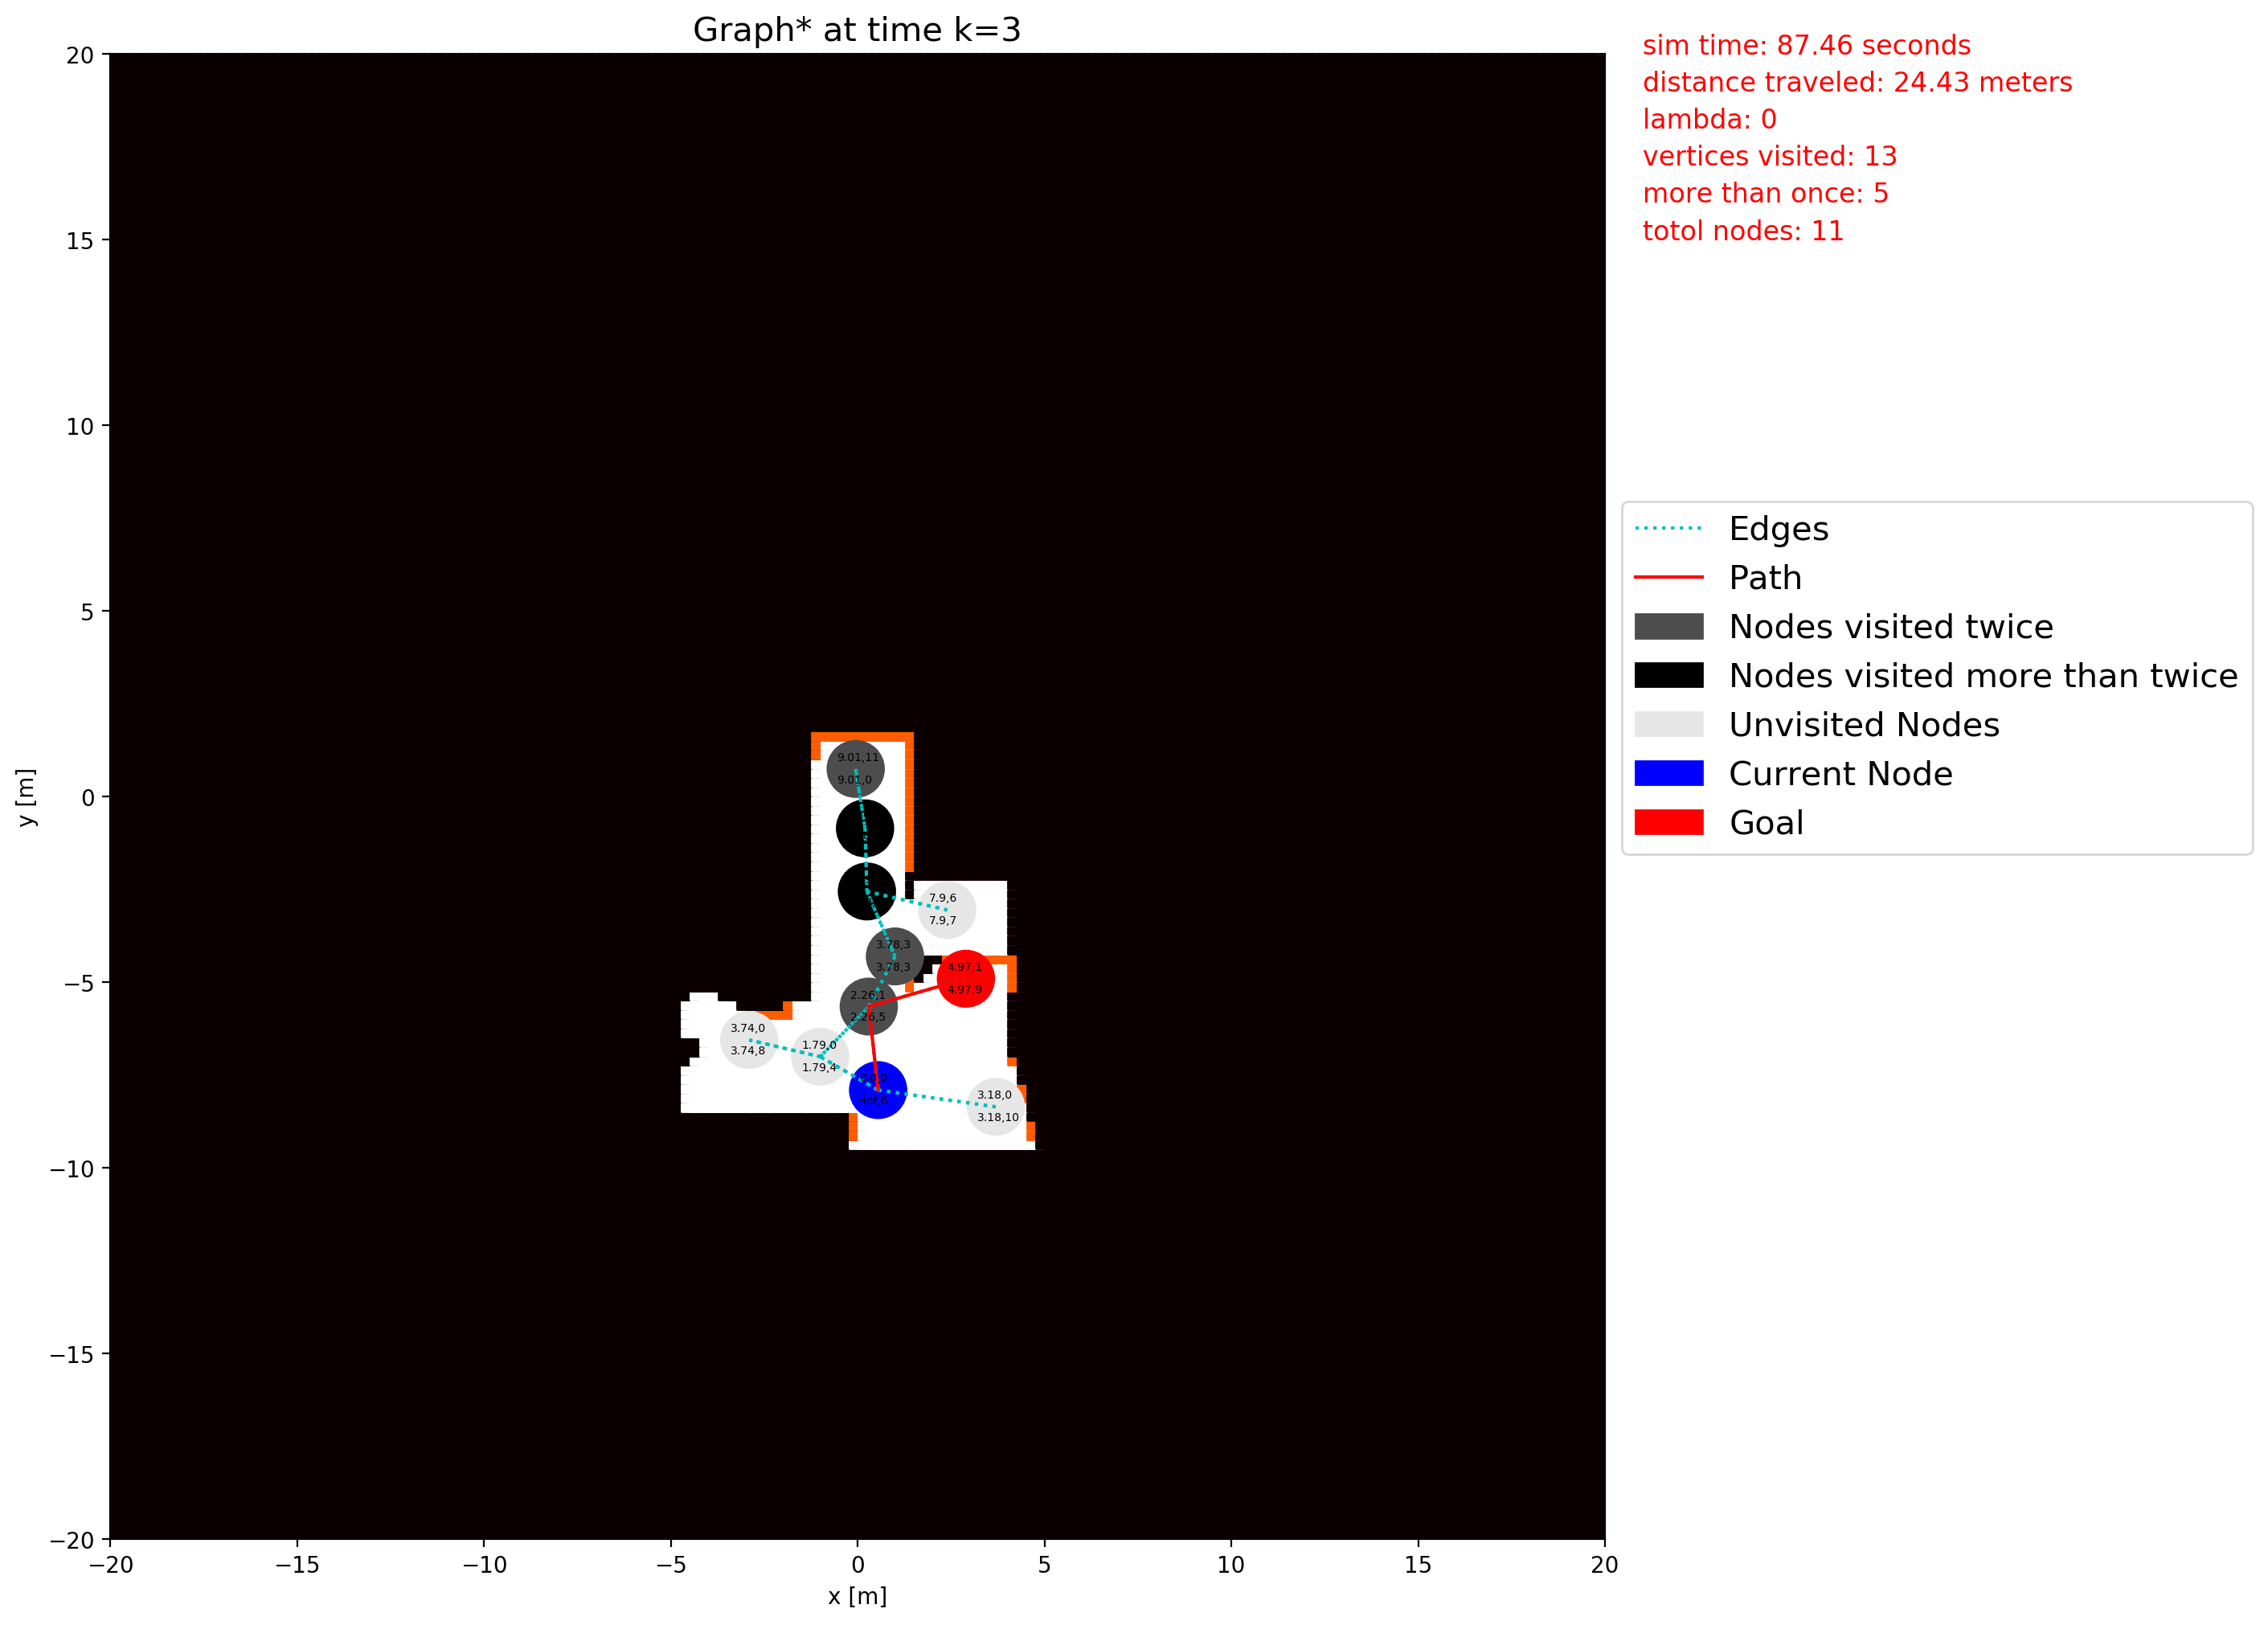 Graph* at time k=3
sim time: 87.46 seconds
distance traveled: 24.43 meters
lambda: 0
vertices visited: 13
more than once: 5
totol nodes: 11
20
15
10
5
0
−5
−10
−15
−20
y [m]
−20 −15 −10 −5 0 5 10 15 20
x [m]
9.01,11
9.01,0
7.9,6
7.9,7
3.78,3
3.78,3
4.97,1
4.97,9
2.26,1
2.26,5
3.74,0
3.74,8
1.79,0
1.79,4
-inf,6
3.18,0
3.18,10
Edges
Path
Nodes visited twice
Nodes visited more than twice
Unvisited Nodes
Current Node
Goal